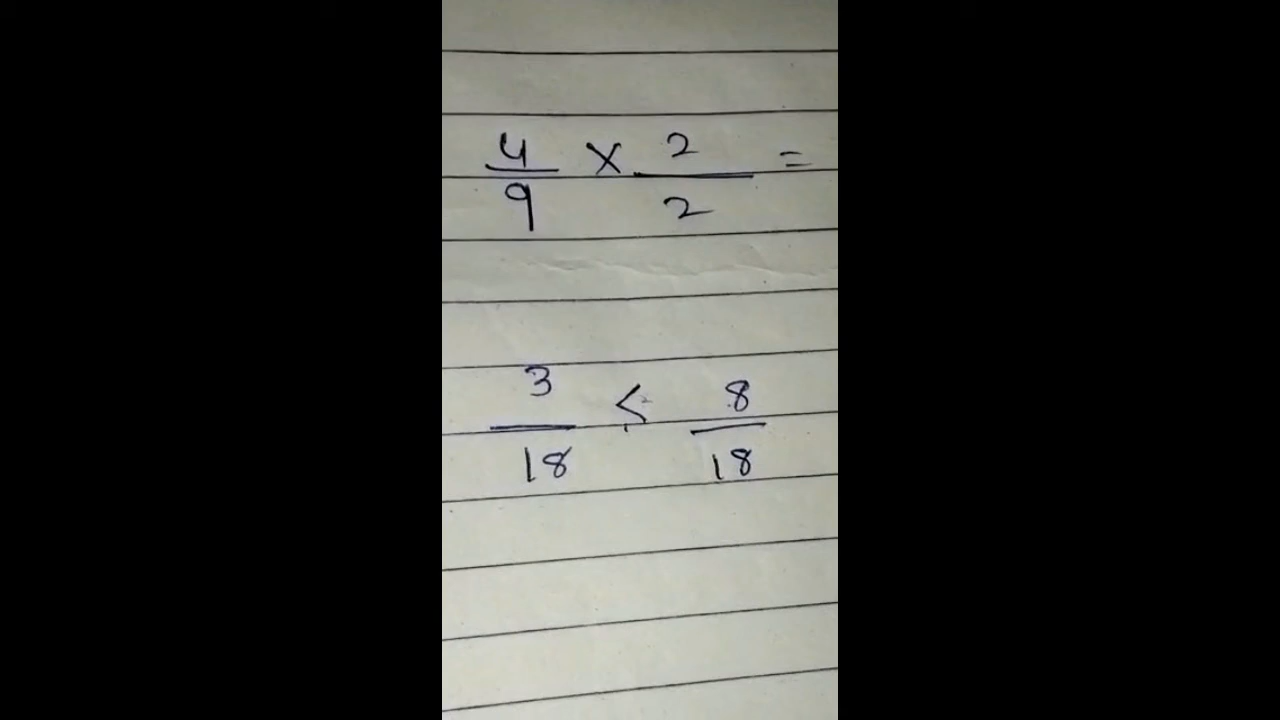 4/9 × 2/2 =
3/18 < 8/18